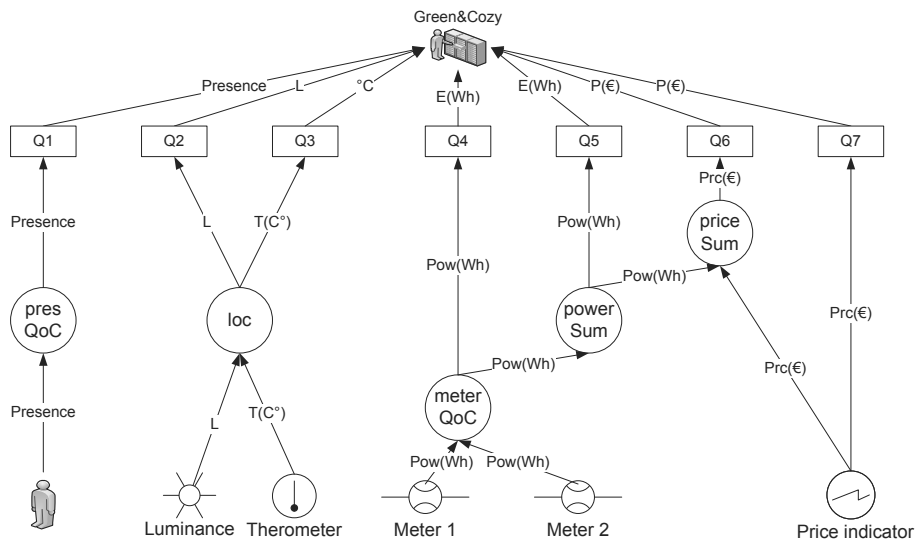 Green&Cozy
Presence
L
°C
E(Wh)
E(Wh)
P(€)
P(€)
Q1
Q2
Q3
Q4
Q5
Q6
Q7
Prc(€)
Presence
L
T(C°)
price
Sum
Pow(Wh)
Pow(Wh)
Pow(Wh)
pres
QoC
loc
power
Sum
Prc(€)
Pow(Wh)
Prc(€)
meter
QoC
Presence
L
T(C°)
Pow(Wh)
Pow(Wh)
Luminance
Therometer
Meter 1
Meter 2
Price indicator